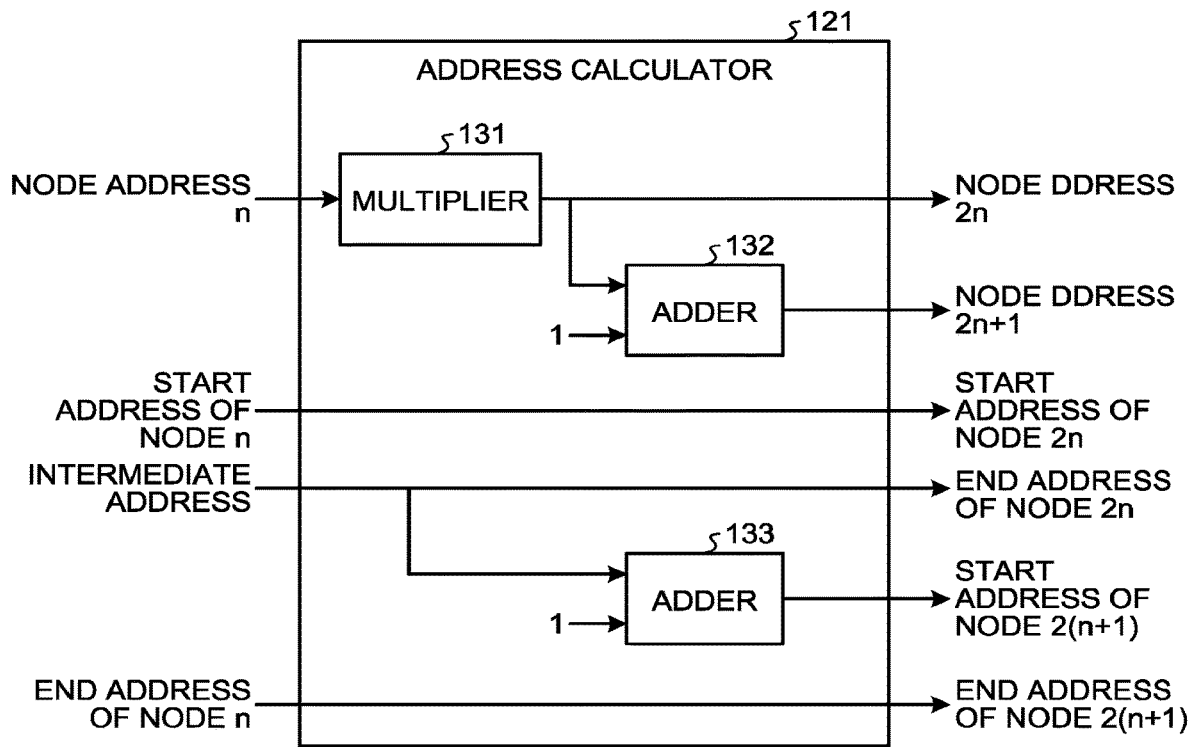 121
ADDRESS CALCULATOR
131
NODE ADDRESS
n
MULTIPLIER
NODE DDRESS
2n
132
ADDER
1
NODE DDRESS
2n+1
START
ADDRESS OF
NODE n
START
ADDRESS OF
NODE 2n
INTERMEDIATE
ADDRESS
END ADDRESS
OF NODE 2n
133
ADDER
1
START
ADDRESS OF
NODE 2(n+1)
END ADDRESS
OF NODE n
END ADDRESS
OF NODE 2(n+1)